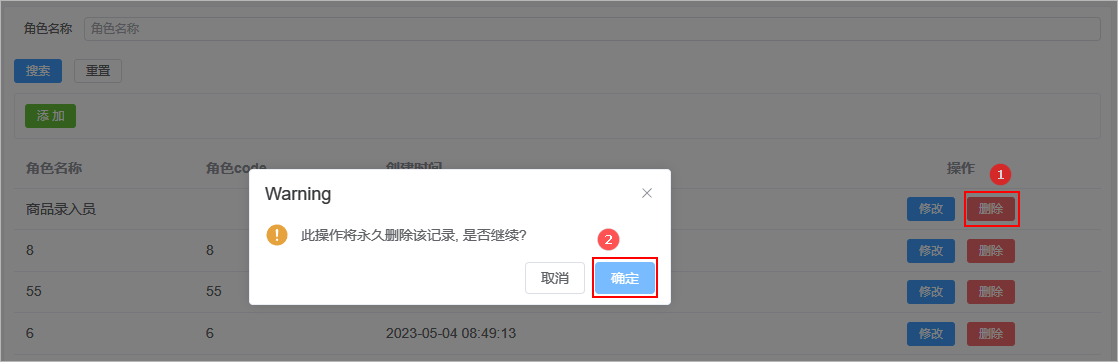 角色名称 角色名称
搜索 重置
添 加
角色名称 角色code 创建时间 操作
1
商品录入员 修改 删除
Warning
此操作将永久删除该记录, 是否继续?
2
取消 确定
8 8 修改 删除
55 55 修改 删除
6 6 2023-05-04 08:49:13 修改 删除